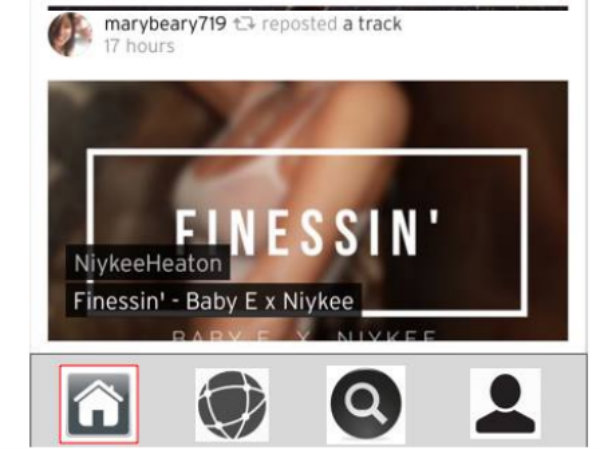 marybeary719 reposted a track
17 hours
FINESSIN'
NiykeeHeaton
Finessin' - Baby E x Niykee
BABY E X NIYKEE